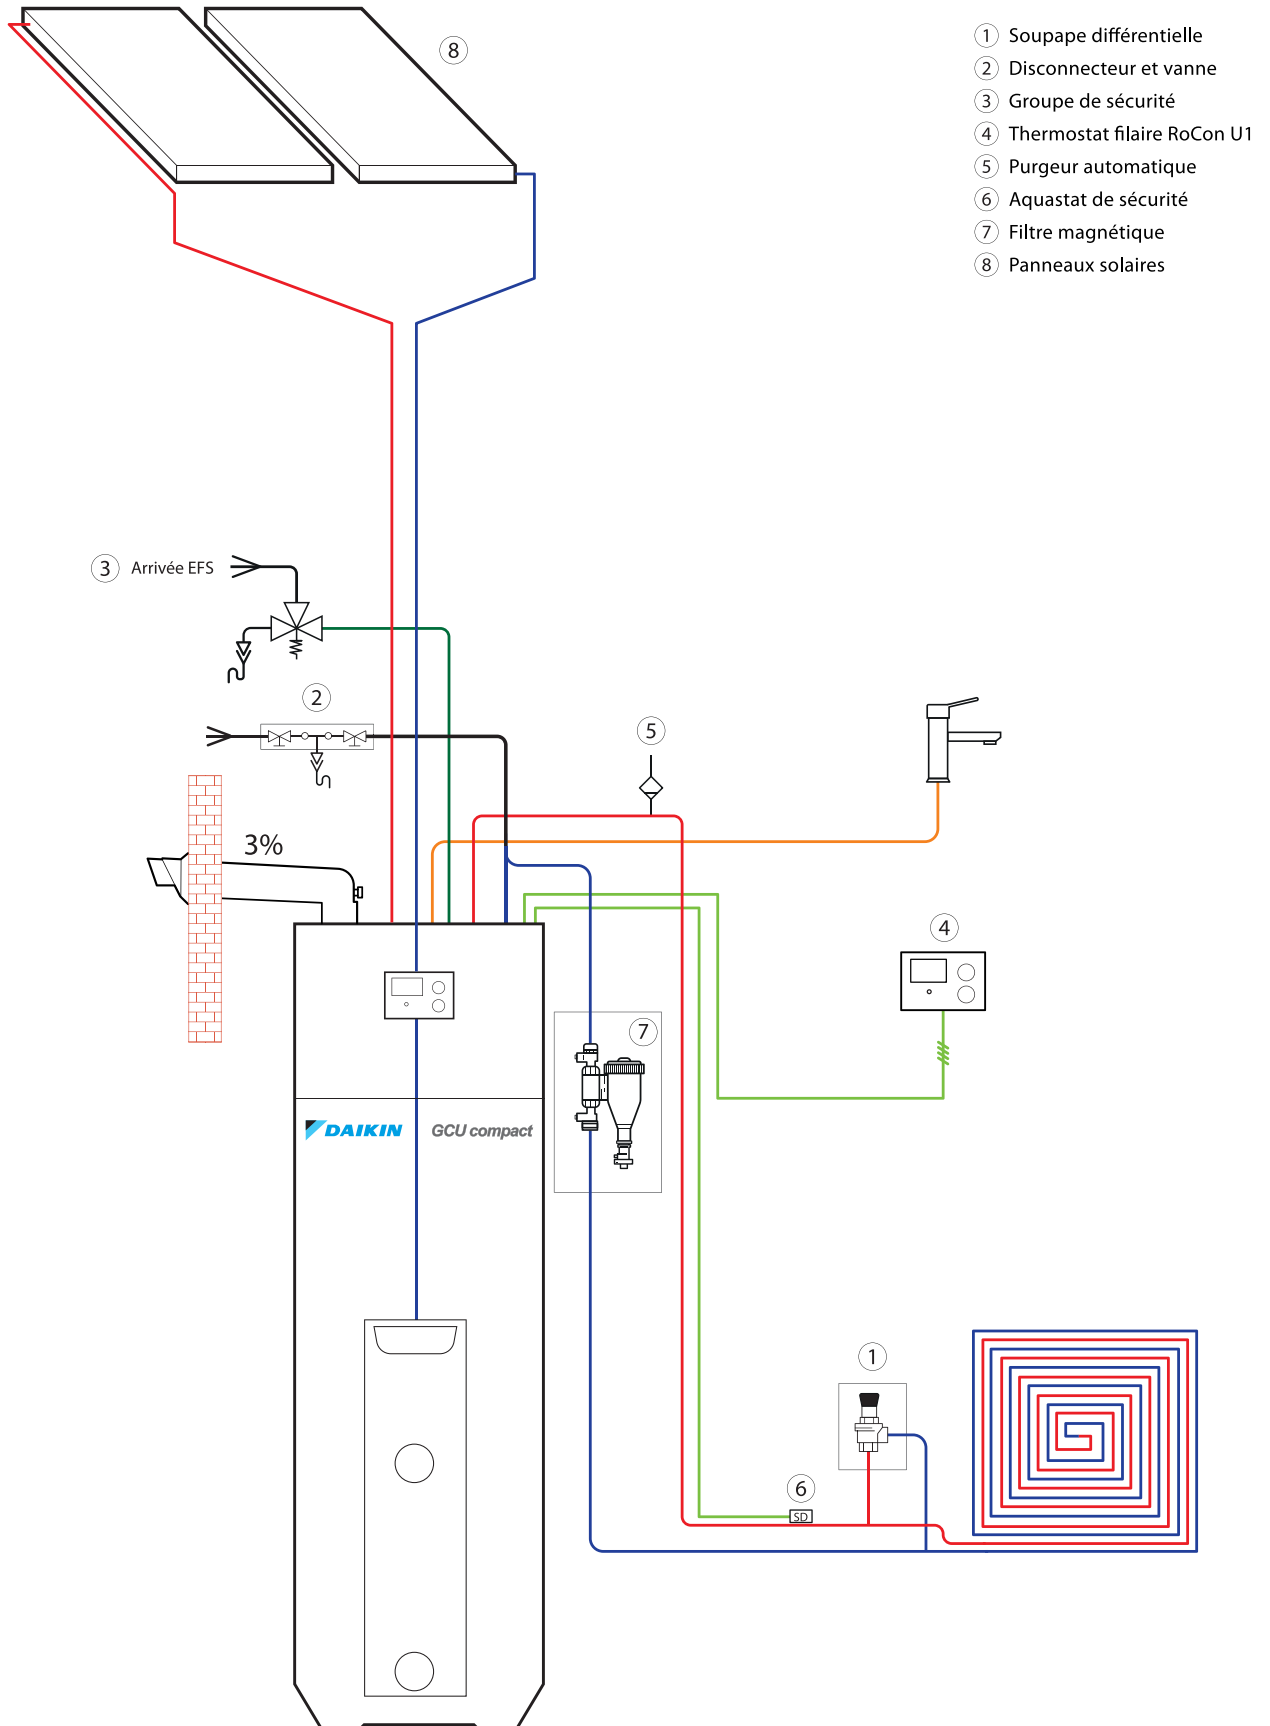 8
1 Soupape différentielle
2 Disconnecteur et vanne
3 Groupe de sécurité
4 Thermostat filaire RoCon U1
5 Purgeur automatique
6 Aquastat de sécurité
7 Filtre magnétique
8 Panneaux solaires
3 Arrivée EFS
2
5
3%
4
7
DAIKIN GCU compact
1
6
SD